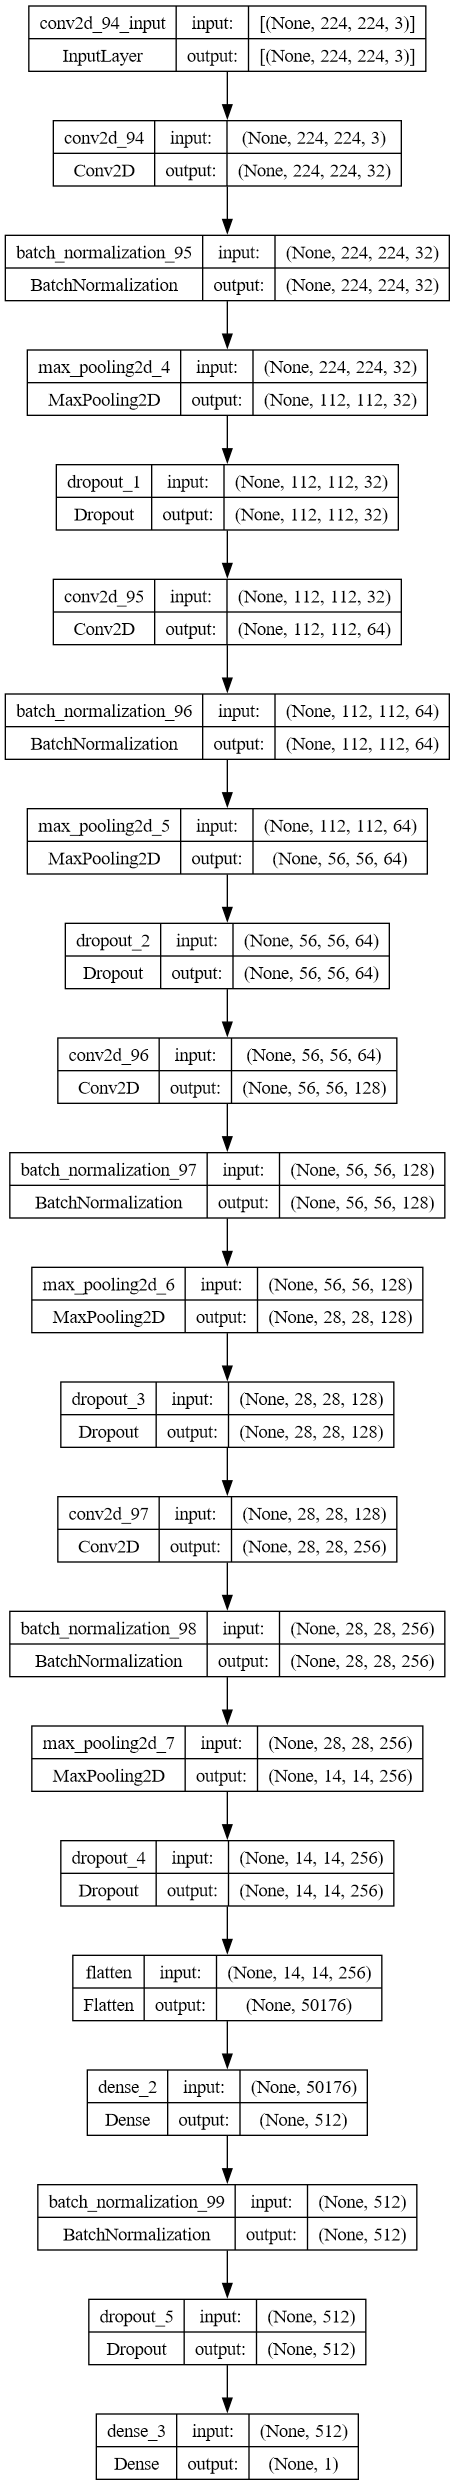 conv2d_94_input input: [(None, 224, 224, 3)]
InputLayer output: [(None, 224, 224, 3)]
conv2d_94 input: (None, 224, 224, 3)
Conv2D output: (None, 224, 224, 32)
batch_normalization_95 input: (None, 224, 224, 32)
BatchNormalization output: (None, 224, 224, 32)
max_pooling2d_4 input: (None, 224, 224, 32)
MaxPooling2D output: (None, 112, 112, 32)
dropout_1 input: (None, 112, 112, 32)
Dropout output: (None, 112, 112, 32)
conv2d_95 input: (None, 112, 112, 32)
Conv2D output: (None, 112, 112, 64)
batch_normalization_96 input: (None, 112, 112, 64)
BatchNormalization output: (None, 112, 112, 64)
max_pooling2d_5 input: (None, 112, 112, 64)
MaxPooling2D output: (None, 56, 56, 64)
dropout_2 input: (None, 56, 56, 64)
Dropout output: (None, 56, 56, 64)
conv2d_96 input: (None, 56, 56, 64)
Conv2D output: (None, 56, 56, 128)
batch_normalization_97 input: (None, 56, 56, 128)
BatchNormalization output: (None, 56, 56, 128)
max_pooling2d_6 input: (None, 56, 56, 128)
MaxPooling2D output: (None, 28, 28, 128)
dropout_3 input: (None, 28, 28, 128)
Dropout output: (None, 28, 28, 128)
conv2d_97 input: (None, 28, 28, 128)
Conv2D output: (None, 28, 28, 256)
batch_normalization_98 input: (None, 28, 28, 256)
BatchNormalization output: (None, 28, 28, 256)
max_pooling2d_7 input: (None, 28, 28, 256)
MaxPooling2D output: (None, 14, 14, 256)
dropout_4 input: (None, 14, 14, 256)
Dropout output: (None, 14, 14, 256)
flatten input: (None, 14, 14, 256)
Flatten output: (None, 50176)
dense_2 input: (None, 50176)
Dense output: (None, 512)
batch_normalization_99 input: (None, 512)
BatchNormalization output: (None, 512)
dropout_5 input: (None, 512)
Dropout output: (None, 512)
dense_3 input: (None, 512)
Dense output: (None, 1)